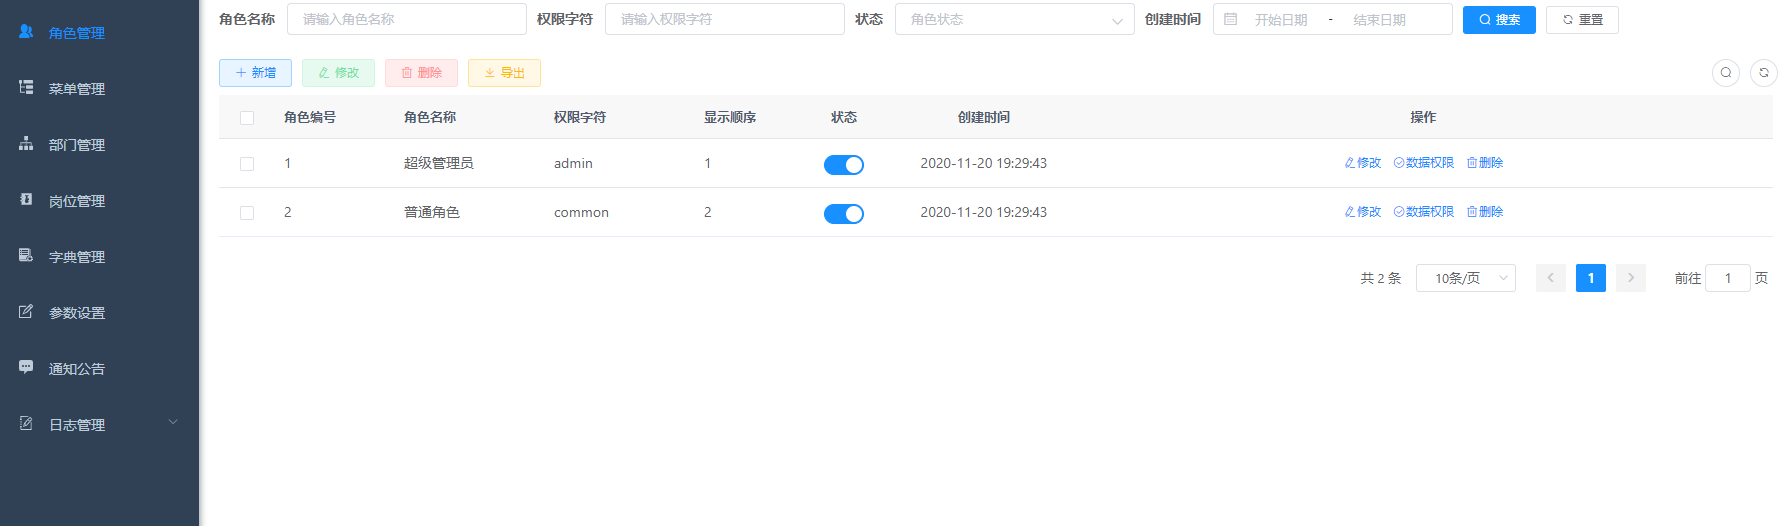 角色管理
菜单管理
部门管理
岗位管理
字典管理
参数设置
通知公告
日志管理
角色名称 请输入角色名称 权限字符 请输入权限字符 状态 角色状态 创建时间 开始日期 - 结束日期 搜索 重置
新增 修改 删除 导出
角色编号 角色名称 权限字符 显示顺序 状态 创建时间 操作
1 超级管理员 admin 1 2020-11-20 19:29:43 修改 数据权限 删除
2 普通角色 common 2 2020-11-20 19:29:43 修改 数据权限 删除
共 2 条 10条/页 1 前往 1 页